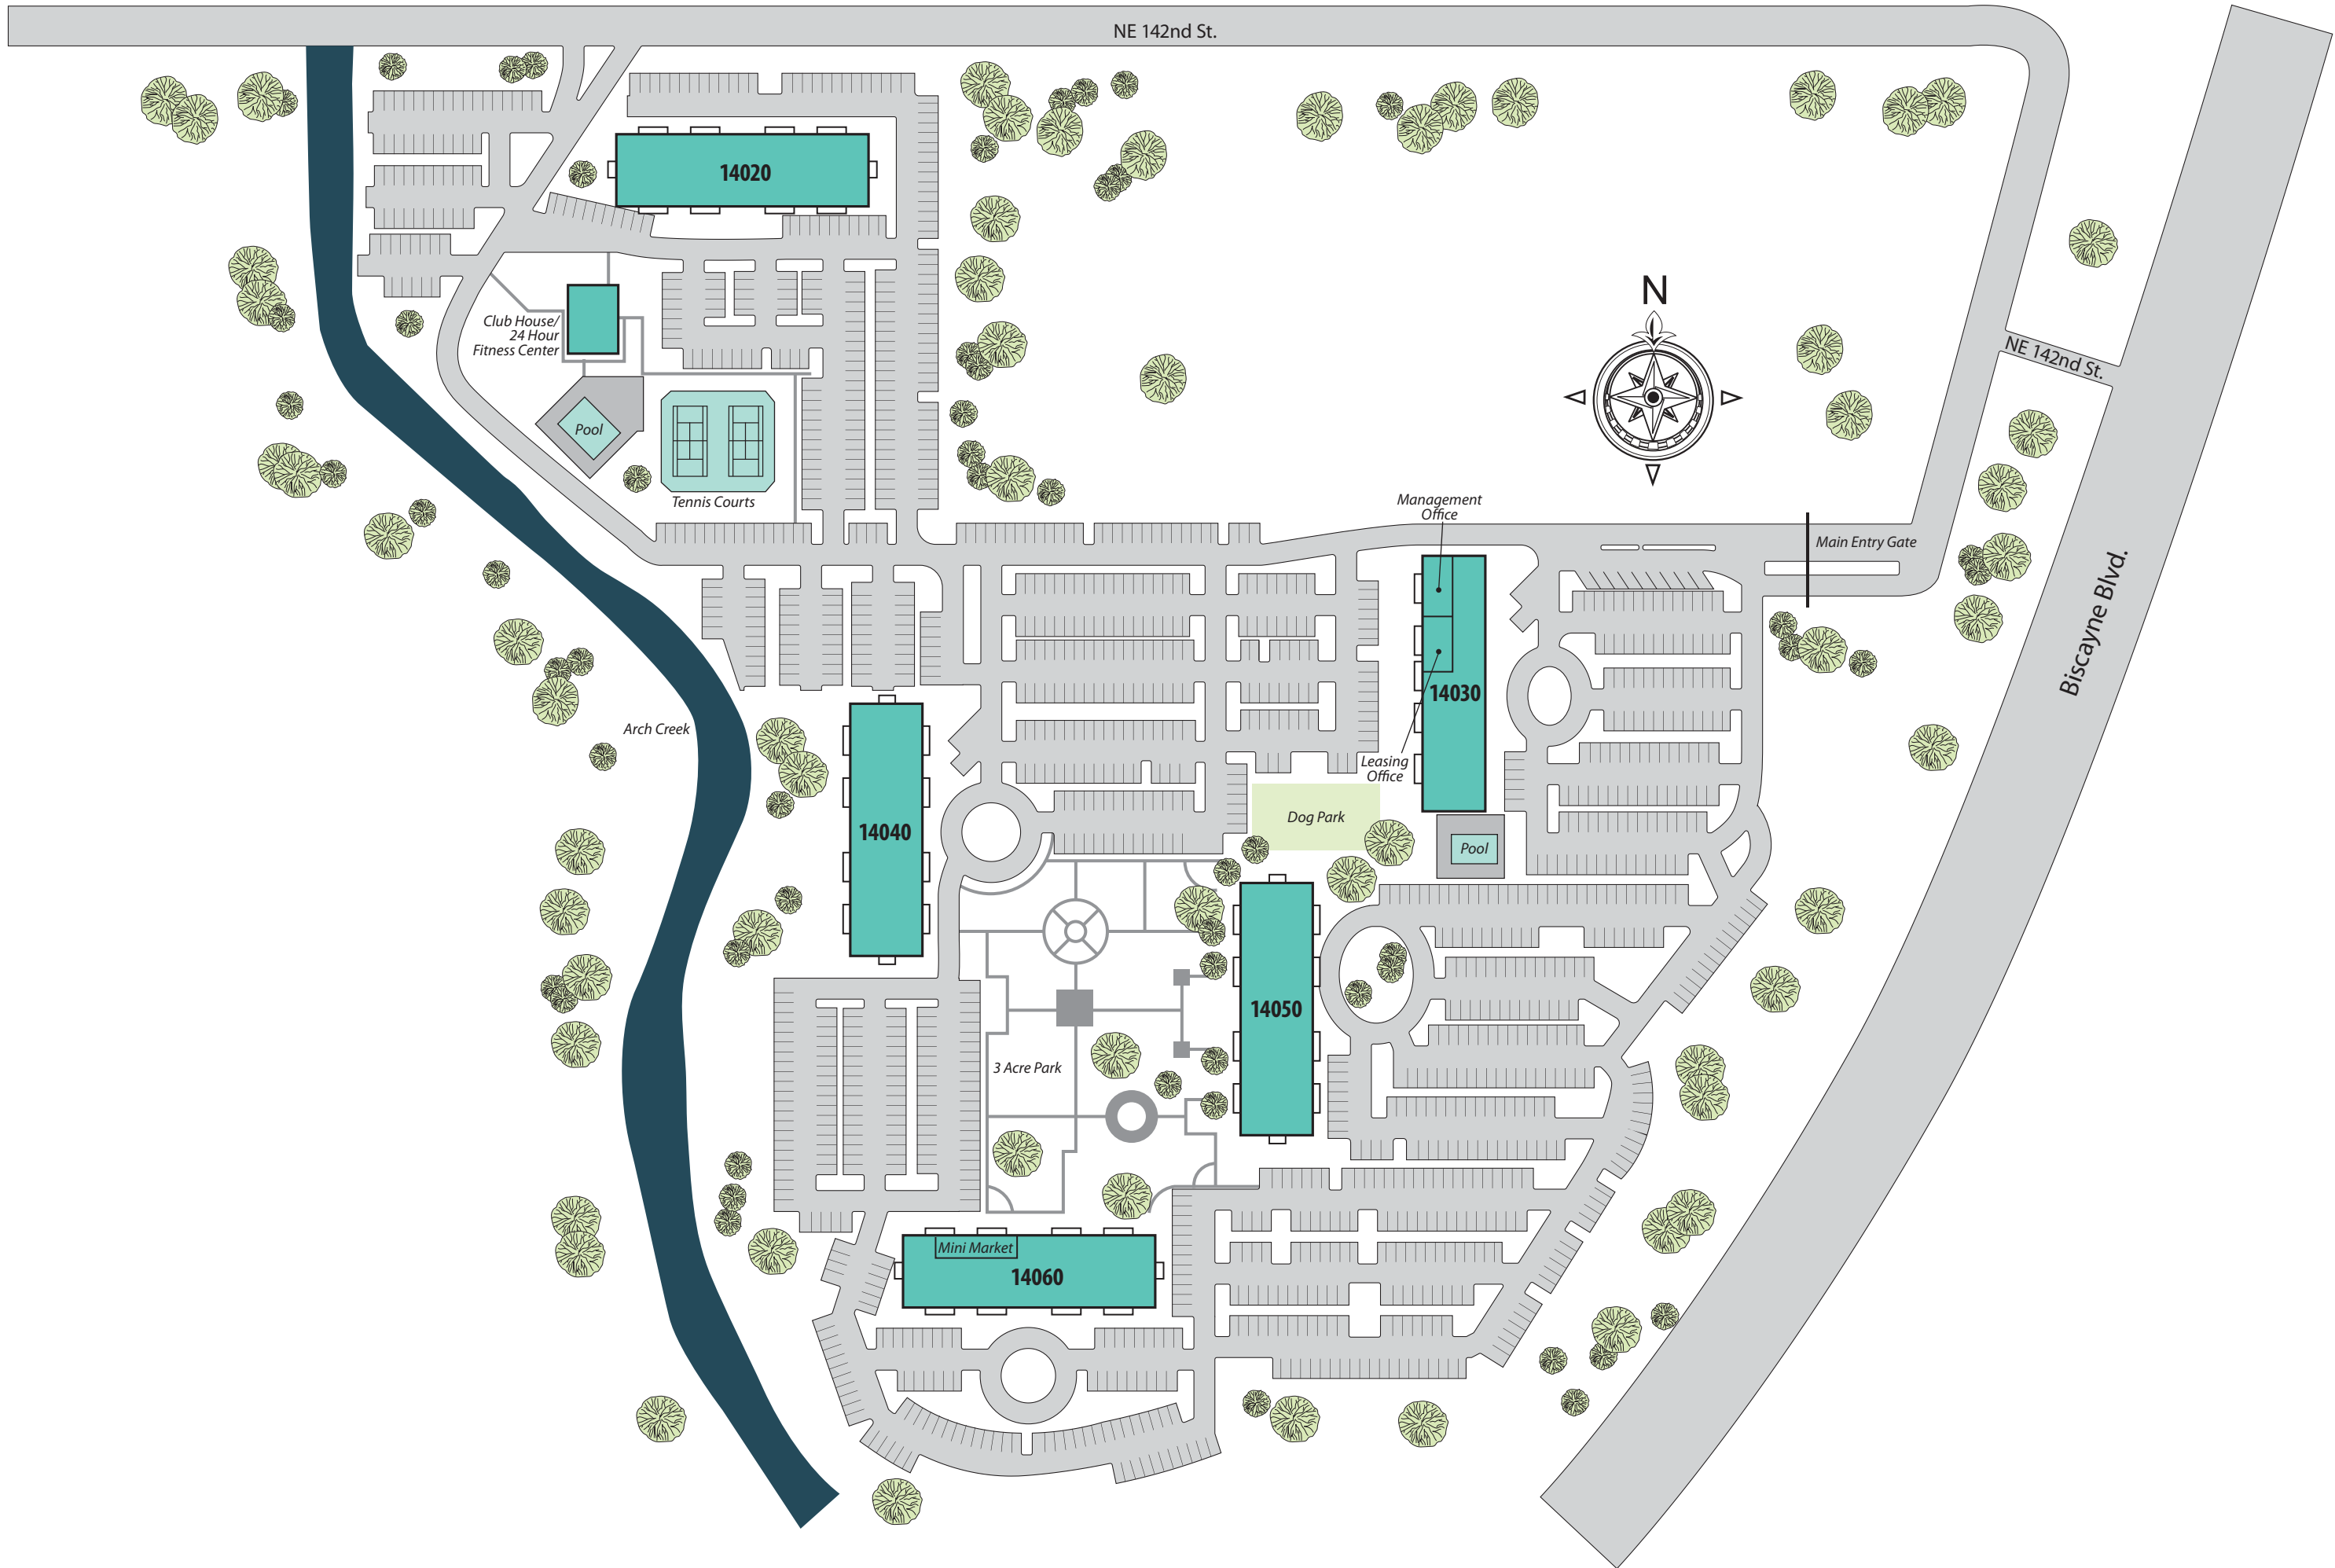 NE 142nd St.
14020
N
Club House/
24 Hour
Fitness Center
NE 142nd St.
Pool
Tennis Courts
Management
Office
Main Entry Gate
Biscayne Blvd.
14030
Arch Creek
Leasing
Office
Dog Park
14040
Pool
14050
3 Acre Park
Mini Market
14060